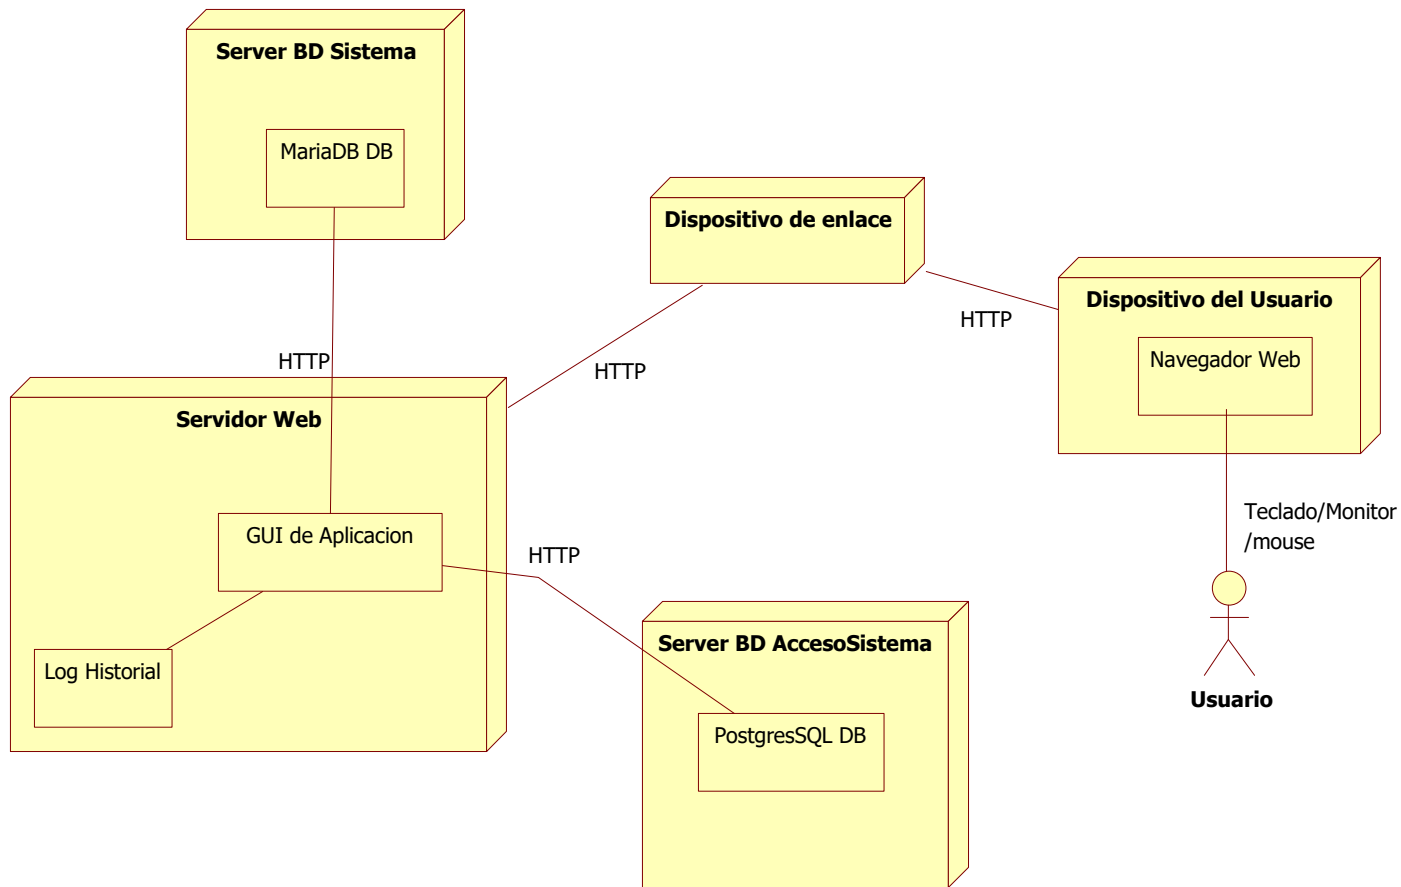 Server BD Sistema
MariaDB DB
Dispositivo de enlace
Dispositivo del Usuario
HTTP
Navegador Web
HTTP
HTTP
Servidor Web
Teclado/Monitor
/mouse
GUI de Aplicacion
HTTP
Server BD AccesoSistema
Log Historial
Usuario
PostgresSQL DB